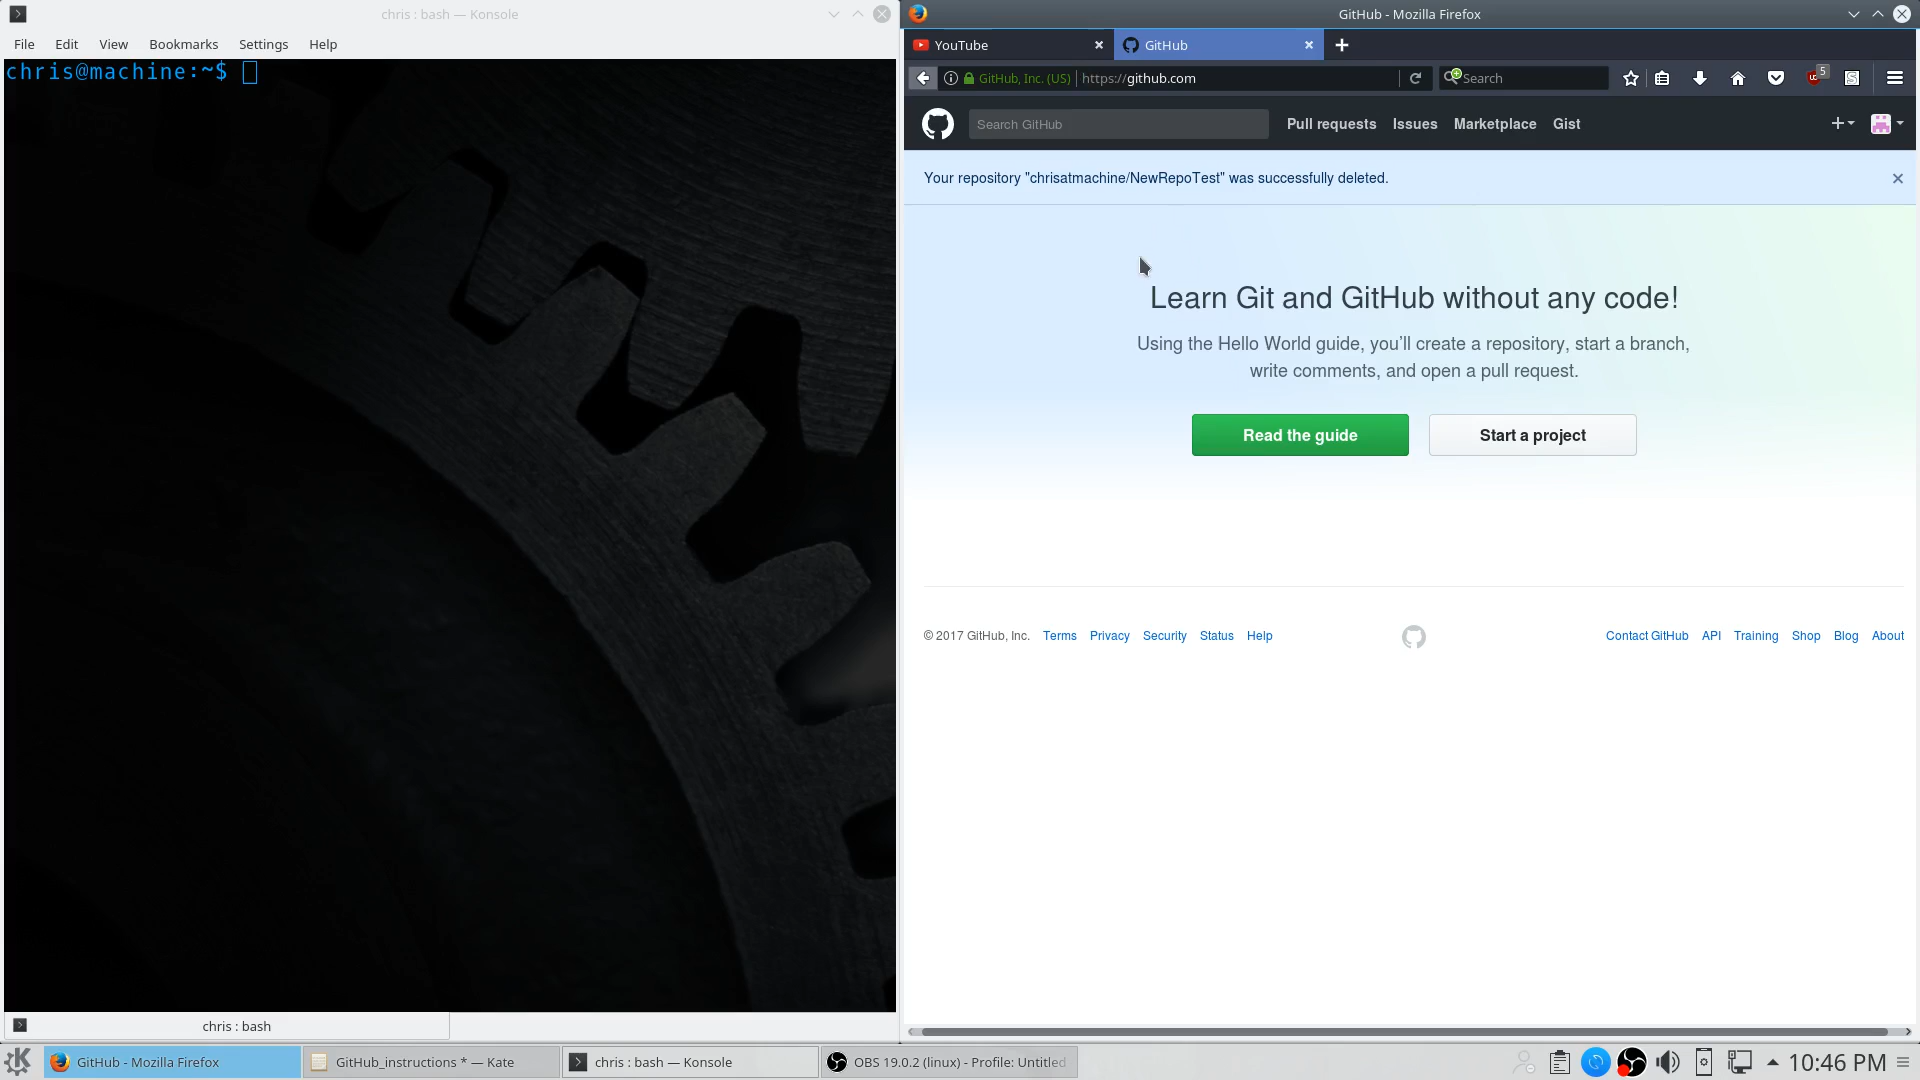 chris : bash — Konsole
File Edit View Bookmarks Settings Help
chris@machine:~$
chris : bash
GitHub - Mozilla Firefox
YouTube
GitHub
GitHub, Inc. (US) https://github.com
Search
5
Search GitHub
Pull requests Issues Marketplace Gist
Your repository "chrisatmachine/NewRepoTest" was successfully deleted.
Learn Git and GitHub without any code!
Using the Hello World guide, you’ll create a repository, start a branch,
write comments, and open a pull request.
Read the guide
Start a project
© 2017 GitHub, Inc. Terms Privacy Security Status Help
Contact GitHub API Training Shop Blog About
GitHub - Mozilla Firefox
GitHub_instructions * — Kate
chris : bash — Konsole
OBS 19.0.2 (linux) - Profile: Untitled
10:46 PM